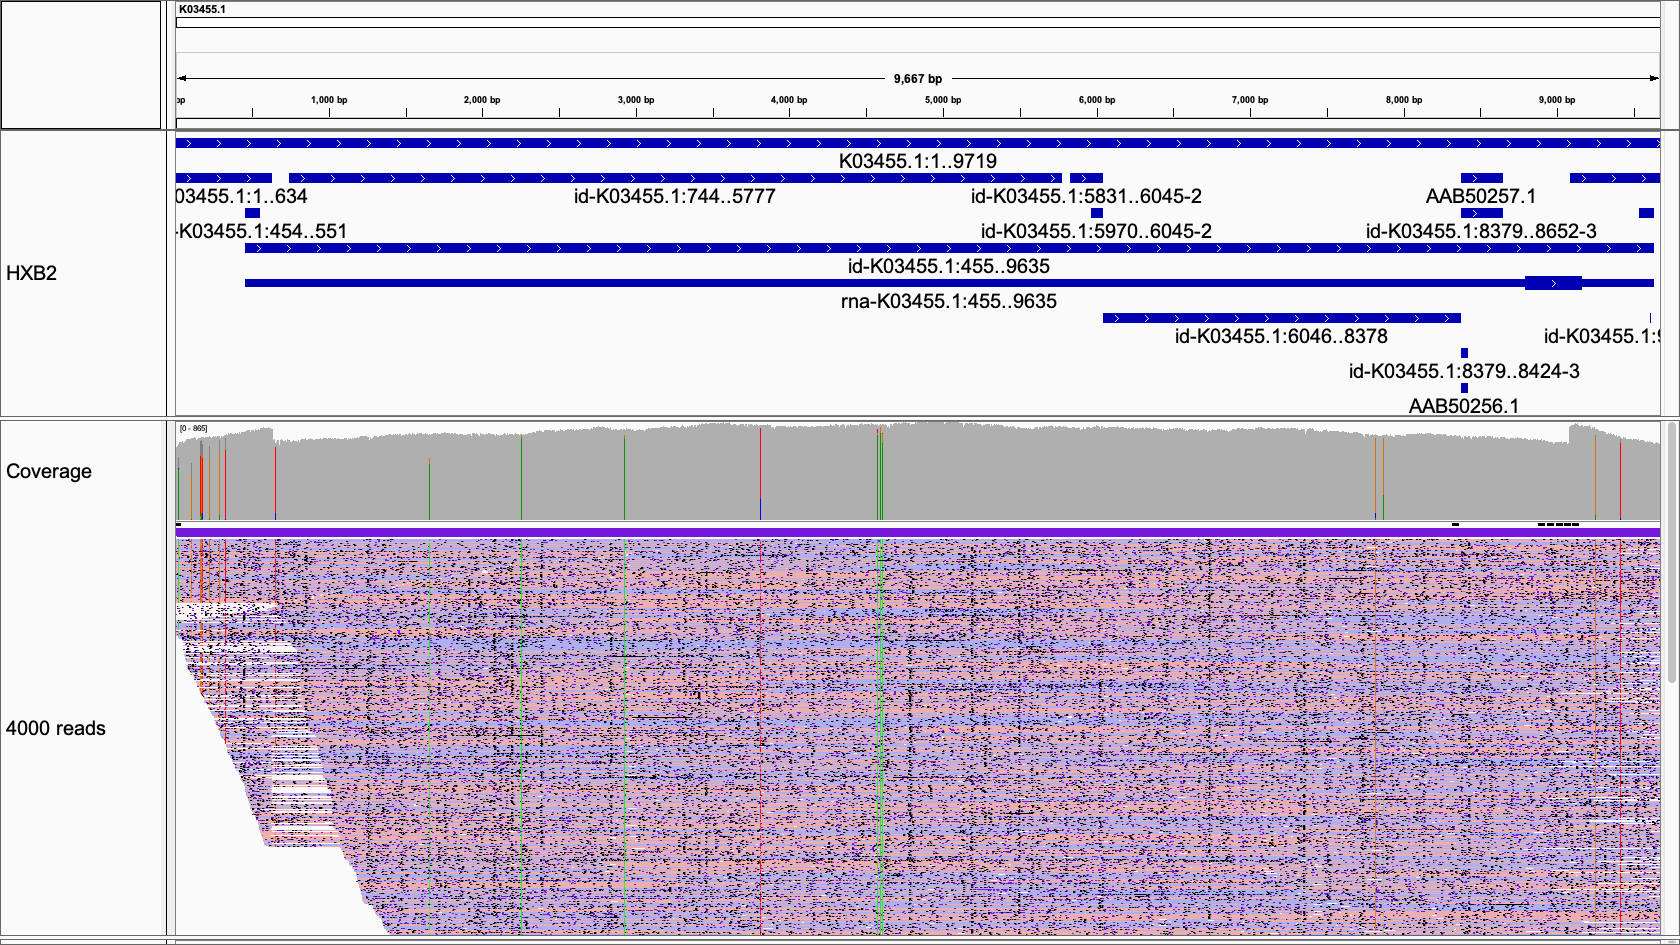 K03455.1
9,667 bp
bp 1,000 bp 2,000 bp 3,000 bp 4,000 bp 5,000 bp 6,000 bp 7,000 bp 8,000 bp 9,000 bp
K03455.1:1..9719
03455.1:1..634 id-K03455.1:744..5777 id-K03455.1:5831..6045-2 AAB50257.1
-K03455.1:454..551 id-K03455.1:5970..6045-2 id-K03455.1:8379..8652-3
HXB2
id-K03455.1:455..9635
rna-K03455.1:455..9635
id-K03455.1:6046..8378 id-K03455.1:9
id-K03455.1:8379..8424-3
AAB50256.1
[0 - 865]
Coverage
4000 reads